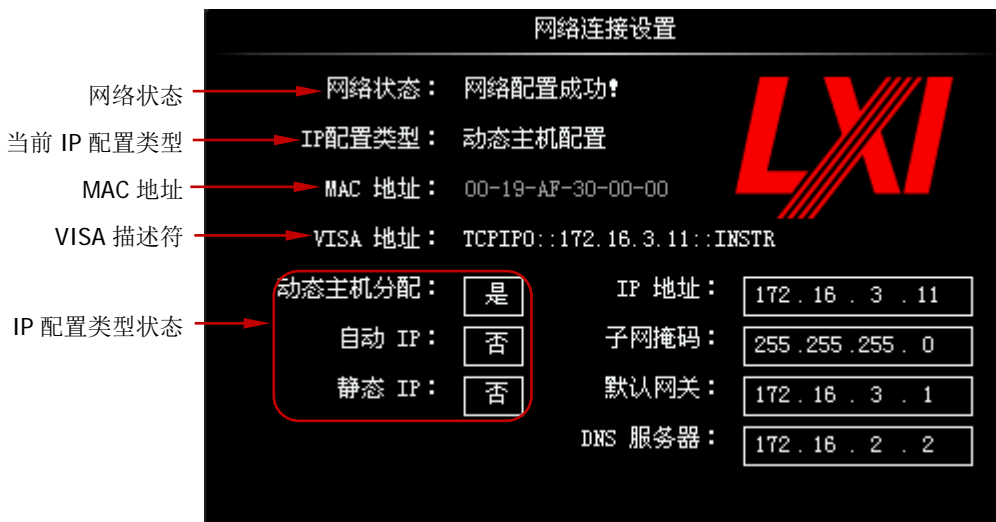 网络连接设置
网络状态 网络状态： 网络配置成功!
当前 IP 配置类型 IP配置类型： 动态主机配置
MAC 地址 MAC 地址： 00-19-AF-30-00-00
VISA 描述符 VISA 地址： TCPIP0::172.16.3.11::INSTR
动态主机分配： 是 IP 地址： 172.16.3.11
IP 配置类型状态
自动 IP： 否 子网掩码： 255.255.255.0
静态 IP： 否 默认网关： 172.16.3.1
DNS 服务器： 172.16.2.2
LXI